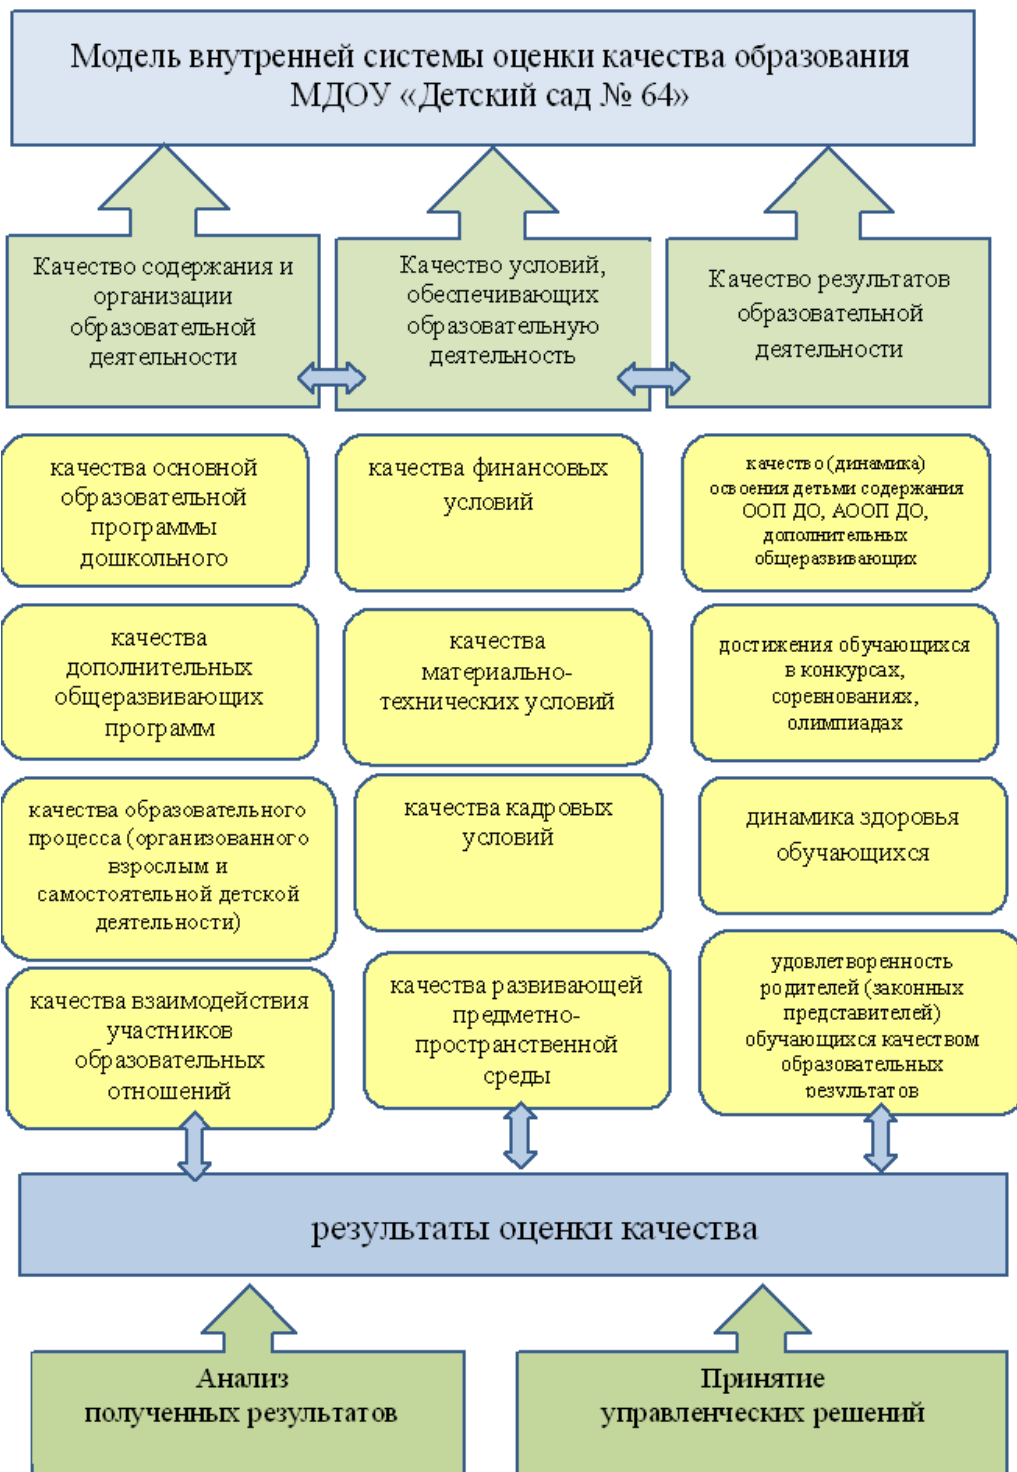 Модель внутренней системы оценки качества образования
МДОУ «Детский сад № 64»
Качество содержания и
организации
образовательной
деятельности
Качество условий,
обеспечивающих
образовательную
деятельность
Качество результатов
образовательной
деятельности
качества основной
образовательной
программы
дошкольного
качества финансовых
условий
качество (динамика)
освоения детьми содержания
ООП ДО, АООП ДО,
дополнительных
общеразвивающих
качества
дополнительных
общеразвивающих
программ
качества
материально-
технических условий
достижения обучающихся
в конкурсах,
соревнованиях,
олимпиадах
качества образовательного
процесса (организованного
взрослым и
самостоятельной детской
деятельности)
качества кадровых
условий
динамика здоровья
обучающихся
качества взаимодействия
участников
образовательных
отношений
качества развивающей
предметно-
пространственной
среды
удовлетворенность
родителей (законных
представителей)
обучающихся качеством
образовательных
результатов
результаты оценки качества
Анализ
полученных результатов
Принятие
управленческих решений